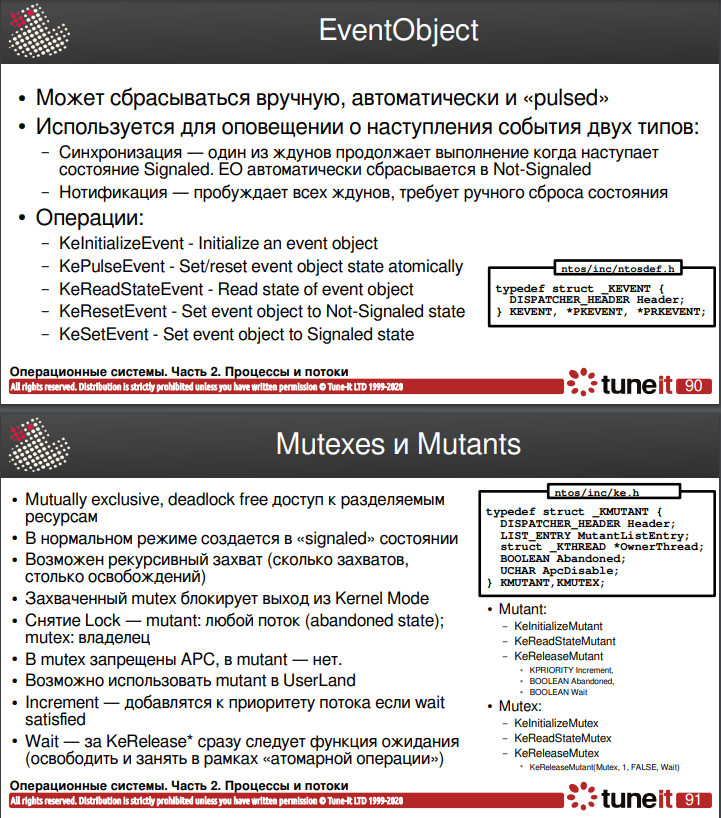 EventObject
• Может сбрасываться вручную, автоматически и «pulsed»
• Используется для оповещении о наступления события двух типов:
– Синхронизация — один из ждунов продолжает выполнение когда наступает
состояние Signaled. EO автоматически сбрасывается в Not-Signaled
– Нотификация — пробуждает всех ждунов, требует ручного сброса состояния
• Операции:
– KeInitializeEvent - Initialize an event object
– KePulseEvent - Set/reset event object state atomically
– KeReadStateEvent - Read state of event object
– KeResetEvent - Set event object to Not-Signaled state
– KeSetEvent - Set event object to Signaled state
ntos/inc/ntosdef.h
typedef struct _KEVENT {
DISPATCHER_HEADER Header;
} KEVENT, *PKEVENT, *PRKEVENT;
Операционные системы. Часть 2. Процессы и потоки
All rights reserved. Distribution is strictly prohibited unless you have written permission © Tune-it LTD 1999-2020
tuneit 90
Mutexes и Mutants
• Mutually exclusive, deadlock free доступ к разделяемым
ресурсам
• В нормальном режиме создается в «signaled» состоянии
• Возможен рекурсивный захват (сколько захватов,
столько освобождений)
• Захваченный mutex блокирует выход из Kernel Mode
• Снятие Lock — mutant: любой поток (abandoned state);
mutex: владелец
• В mutex запрещены APC, в mutant — нет.
• Возможно использовать mutant в UserLand
• Increment — добавлятся к приоритету потока если wait
satisfied
• Wait — за KeRelease* сразу следует функция ожидания
(освободить и занять в рамках «атомарной операции»)
ntos/inc/ke.h
typedef struct _KMUTANT {
DISPATCHER_HEADER Header;
LIST_ENTRY MutantListEntry;
struct _KTHREAD *OwnerThread;
BOOLEAN Abandoned;
UCHAR ApcDisable;
} KMUTANT,KMUTEX;
• Mutant:
– KeInitializeMutant
– KeReadStateMutant
– KeReleaseMutant
• KPRIORITY Increment,
• BOOLEAN Abandoned,
• BOOLEAN Wait
• Mutex:
– KeInitializeMutex
– KeReadStateMutex
– KeReleaseMutex
• KeReleaseMutant(Mutex, 1, FALSE, Wait)
Операционные системы. Часть 2. Процессы и потоки
All rights reserved. Distribution is strictly prohibited unless you have written permission © Tune-it LTD 1999-2020
tuneit 91